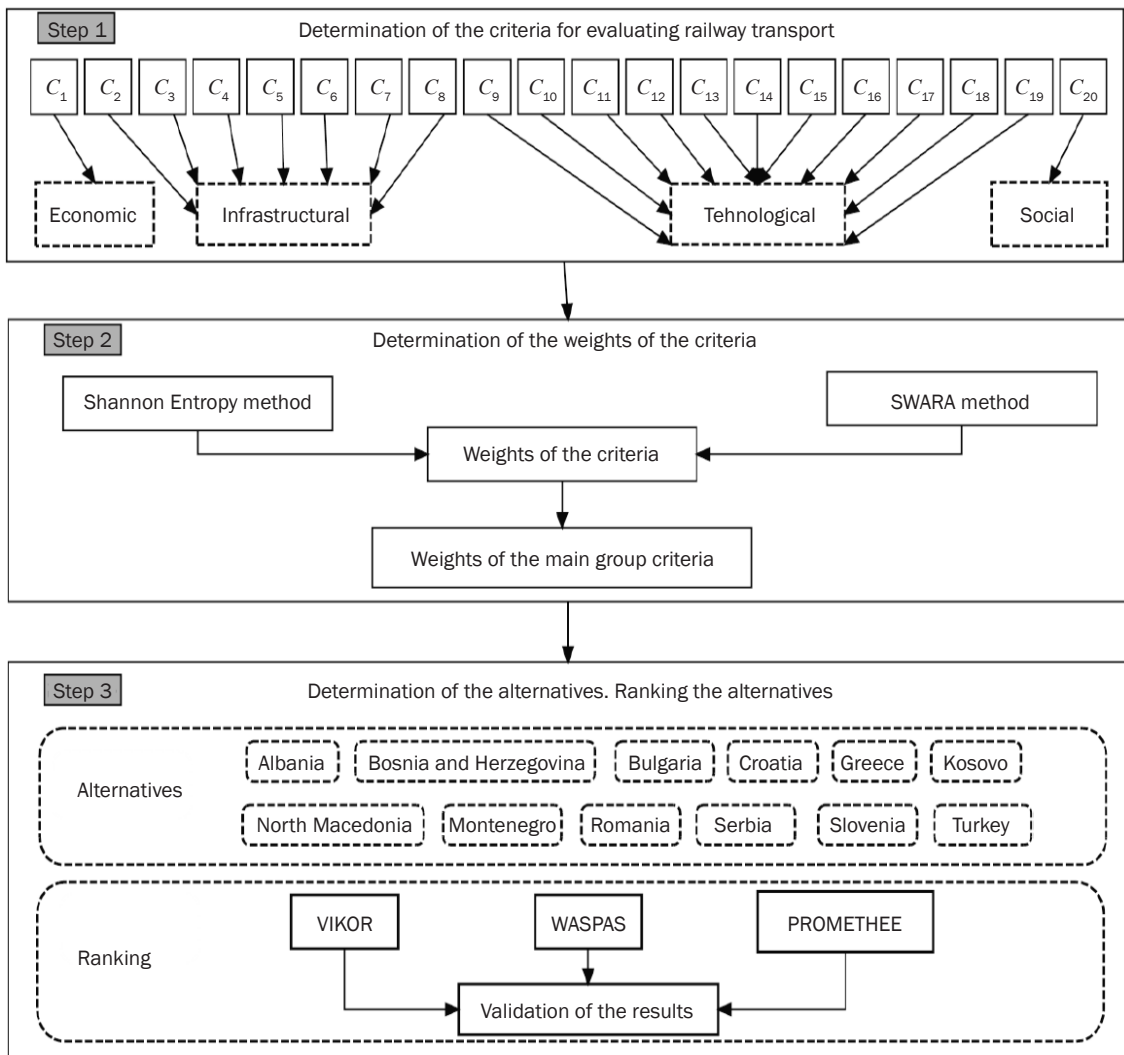 Step 1 Determination of the criteria for evaluating railway transport
C₁ C₂ C₃ C₄ C₅ C₆ C₇ C₈ C₉ C₁₀ C₁₁ C₁₂ C₁₃ C₁₄ C₁₅ C₁₆ C₁₇ C₁₈ C₁₉ C₂₀
Economic Infrastructural Tehnological Social
Step 2 Determination of the weights of the criteria
Shannon Entropy method SWARA method
Weights of the criteria
Weights of the main group criteria
Step 3 Determination of the alternatives. Ranking the alternatives
Albania Bosnia and Herzegovina Bulgaria Croatia Greece Kosovo
Alternatives
North Macedonia Montenegro Romania Serbia Slovenia Turkey
VIKOR WASPAS PROMETHEE
Ranking
Validation of the results